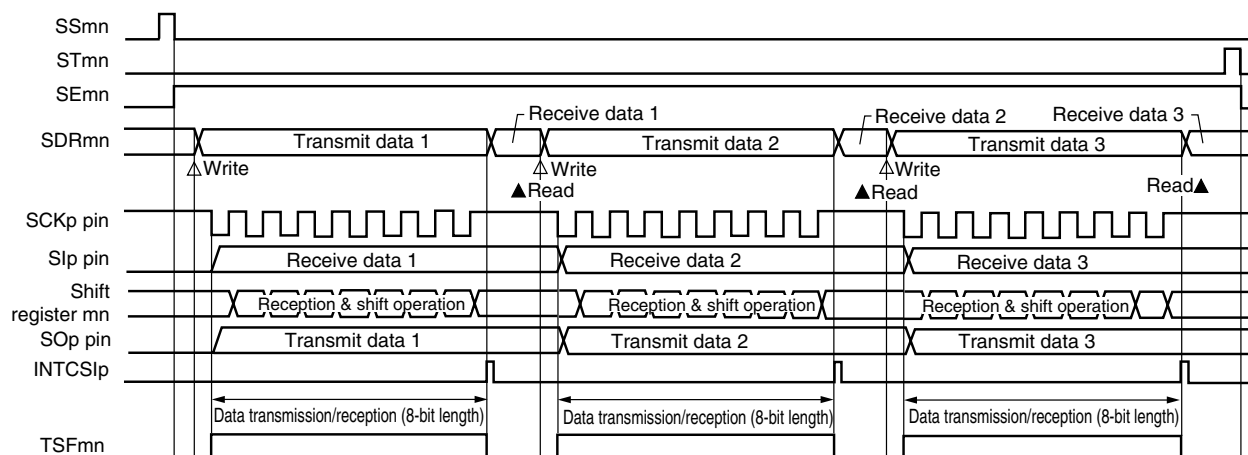 SSmn
STmn
SEmn
Receive data 1
Receive data 2
Receive data 3
SDRmn
Transmit data 1
Transmit data 2
Transmit data 3
△Write
△Write
△Write
▲Read
▲Read
Read▲
SCKp pin
SIp pin
Receive data 1
Receive data 2
Receive data 3
Shift
register mn
Reception & shift operation
Reception & shift operation
Reception & shift operation
SOp pin
Transmit data 1
Transmit data 2
Transmit data 3
INTCSIp
Data transmission/reception (8-bit length)
Data transmission/reception (8-bit length)
Data transmission/reception (8-bit length)
TSFmn